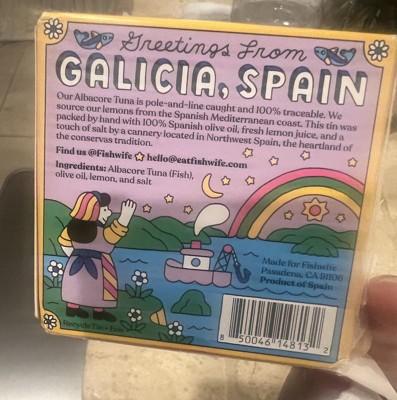 Greetings From
GALICIA, SPAIN
Our Albacore Tuna is pole-and-line caught and 100% traceable. We
source our lemons from the Spanish Mediterranean coast. This tin was
packed by hand with 100% Spanish olive oil, fresh lemon juice, and a
touch of salt by a cannery located in Northwest Spain, the heartland of
the conservas tradition.
Find us @Fishwife hello@eatfishwife.com
Ingredients: Albacore Tuna (Fish),
olive oil, lemon, and salt
Made for Fishwife
Pasadena, CA 91106
Product of Spain
Recycle Tin +
8 50046 14813 2